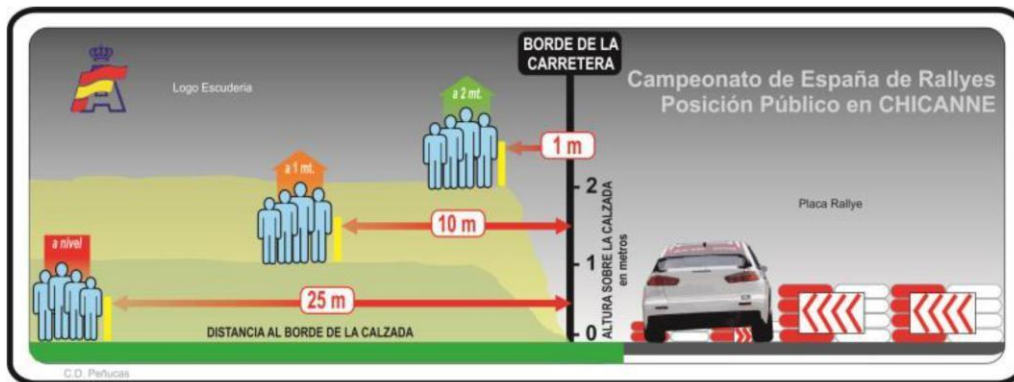 BORDE DE LA
CARRETERA
Campeonato de España de Rallyes
Posición Público en CHICANNE
Logo Escuderia
a 2 mt.
1 m
a 1 mt.
2
Placa Rallye
10 m
a nivel
1
ALTURA SOBRE LA CALZADA
en metros
25 m
DISTANCIA AL BORDE DE LA CALZADA
0
C.D. Peñucas